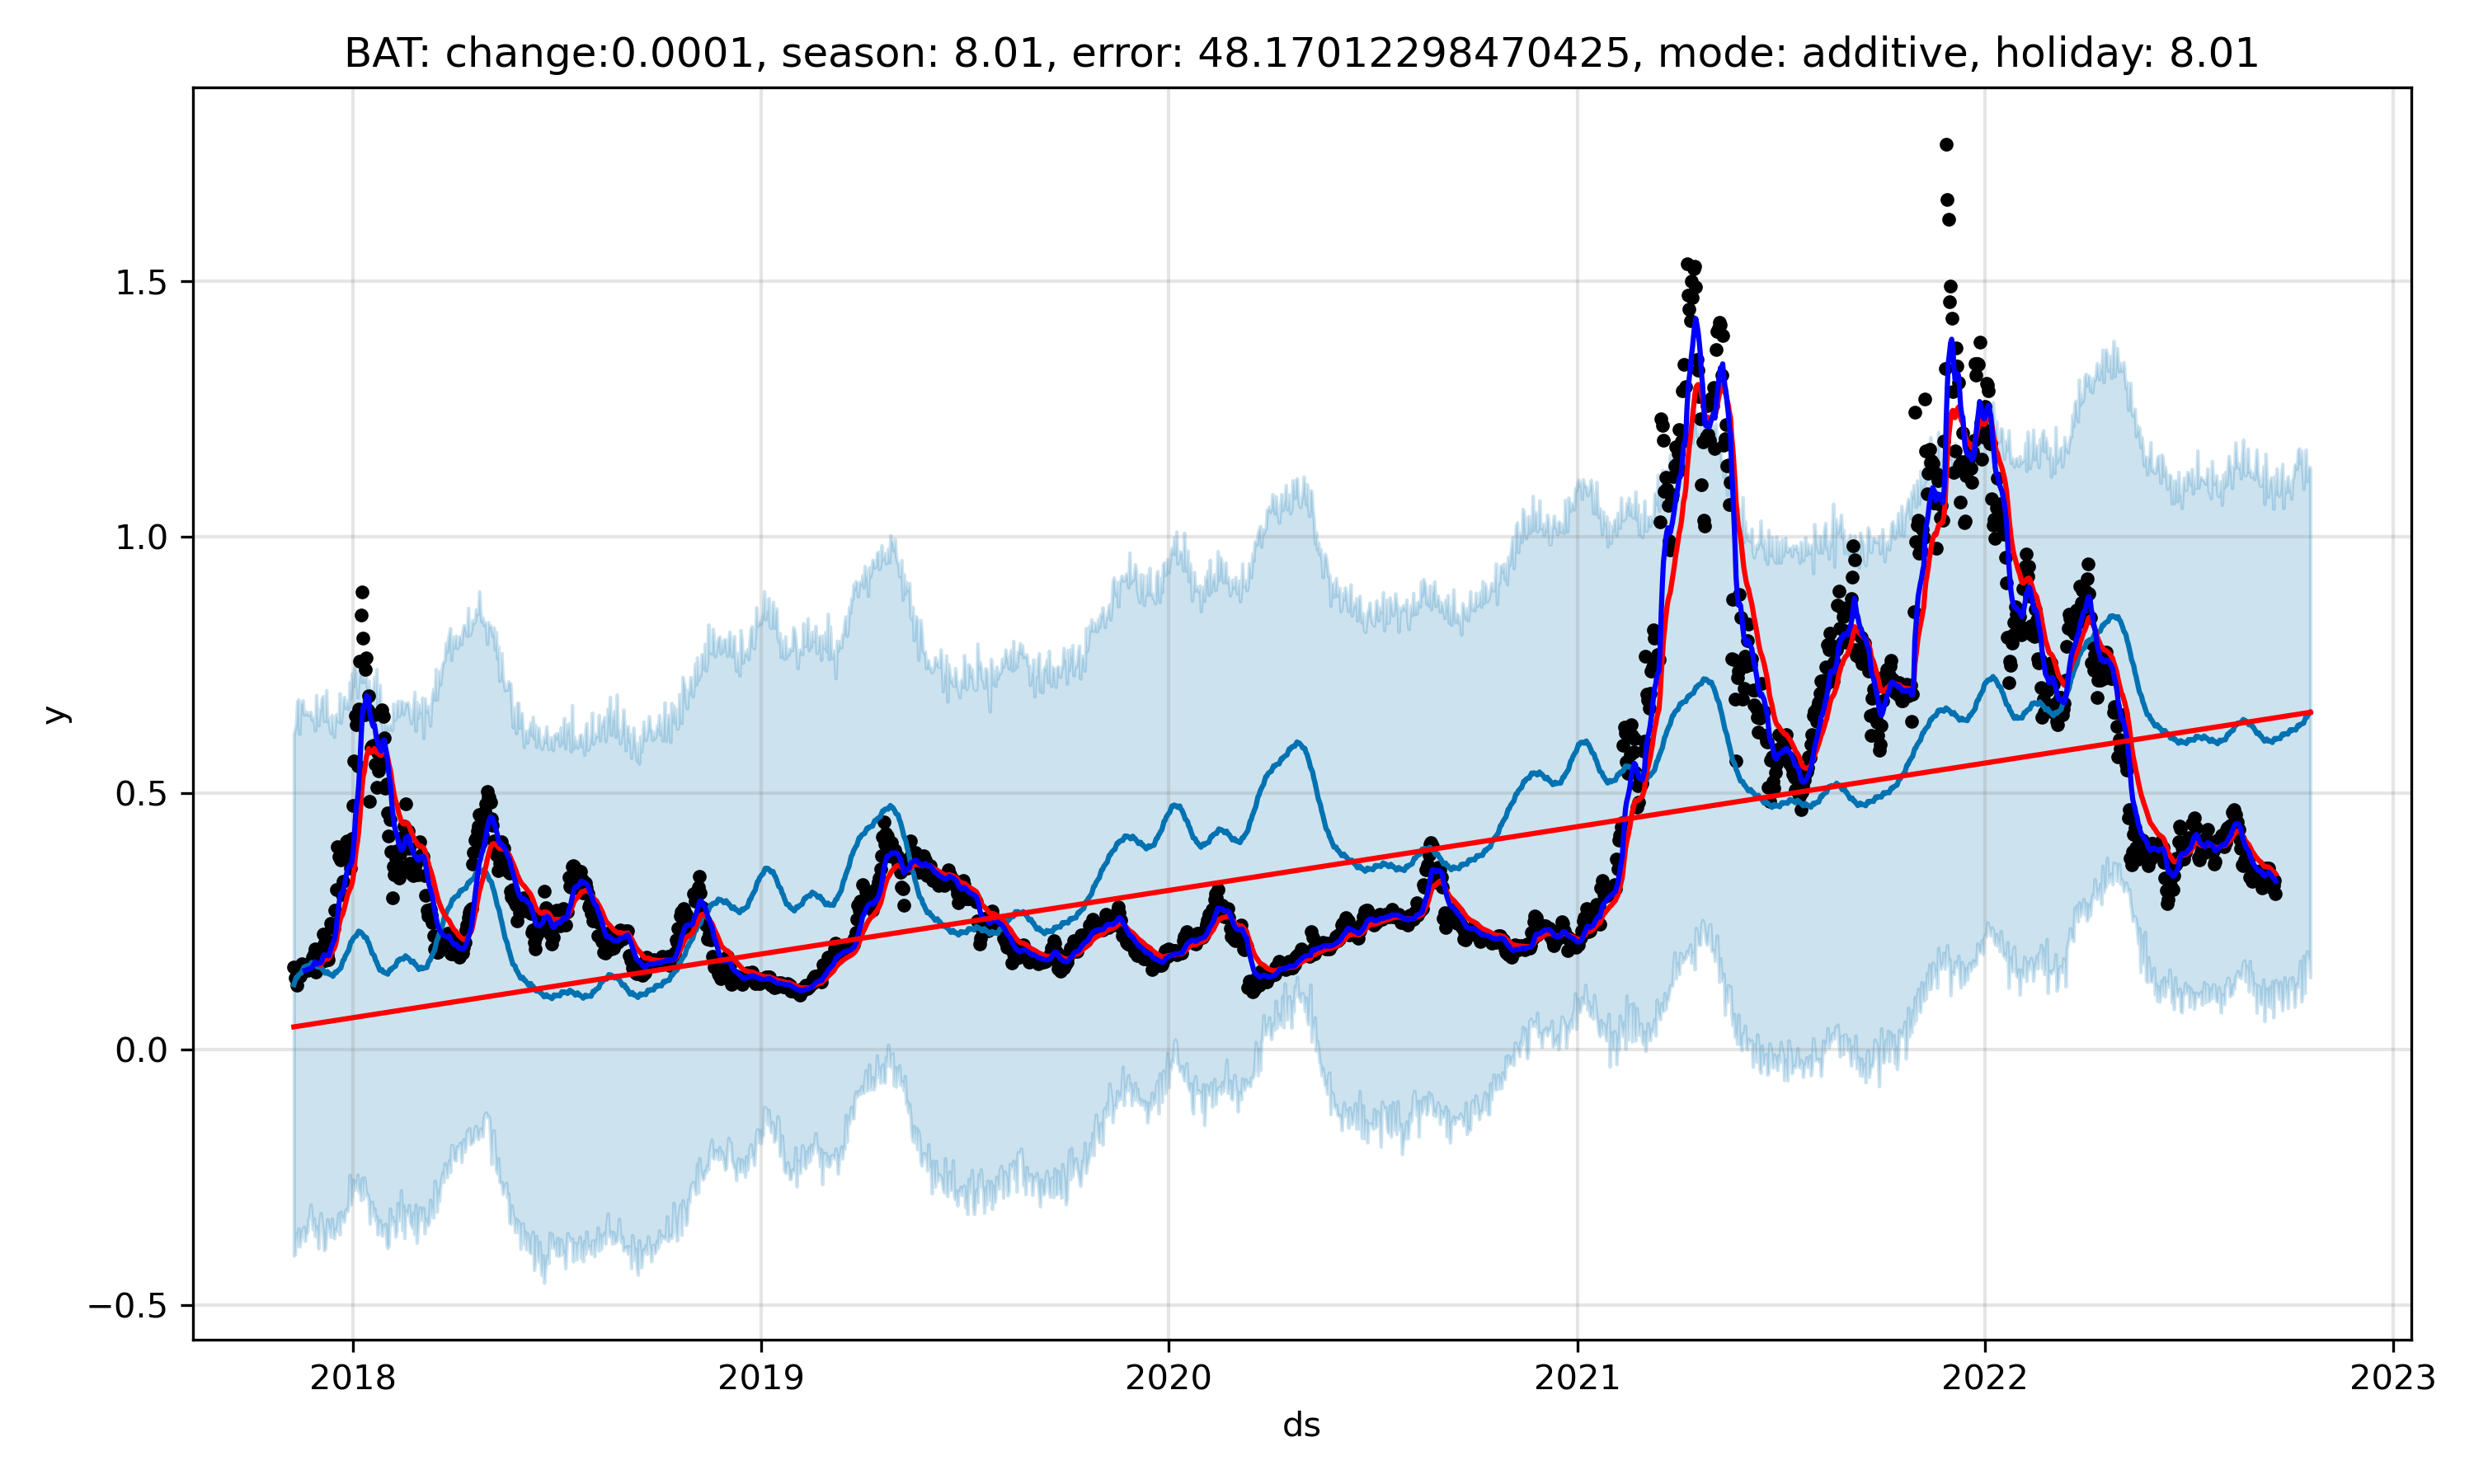 BAT: change:0.0001, season: 8.01, error: 48.17012298470425, mode: additive, holiday: 8.01
y
1.5
1.0
0.5
0.0
−0.5
2018 2019 2020 2021 2022 2023
ds